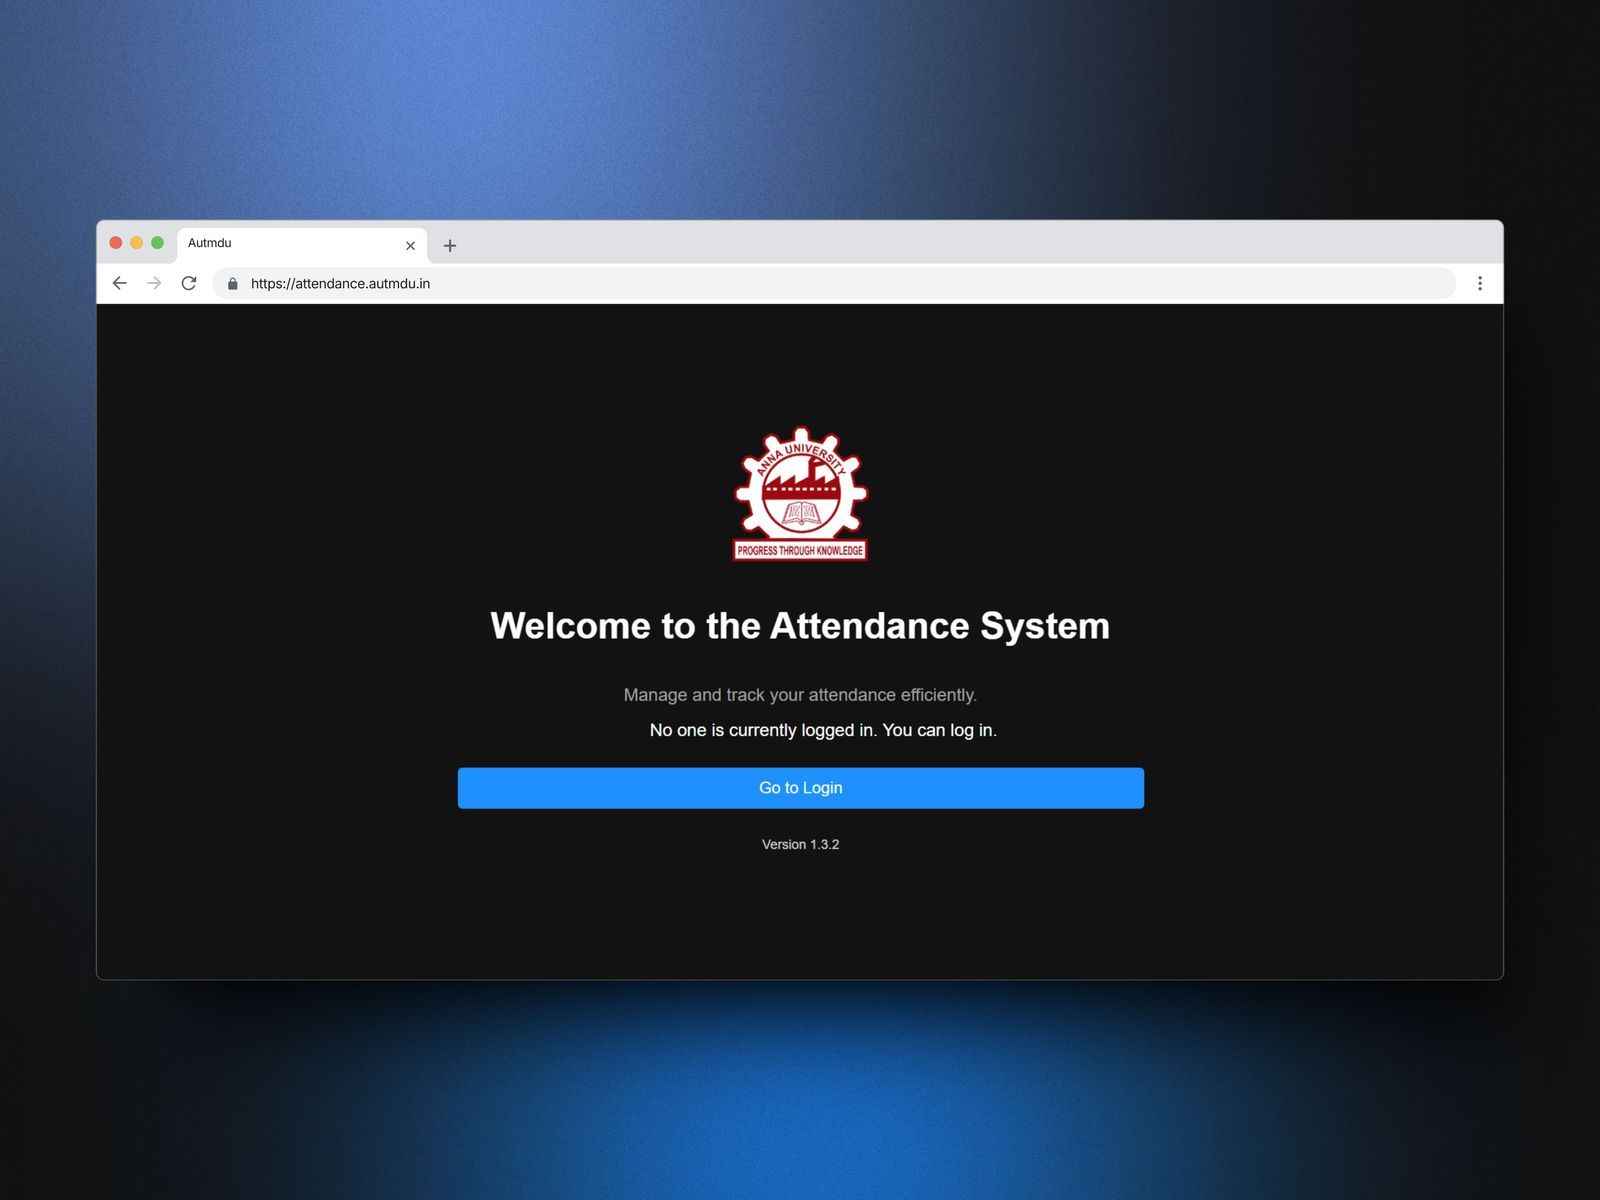 Autmdu
https://attendance.autmdu.in
ANNA UNIVERSITY
PROGRESS THROUGH KNOWLEDGE
Welcome to the Attendance System
Manage and track your attendance efficiently.
No one is currently logged in. You can log in.
Go to Login
Version 1.3.2